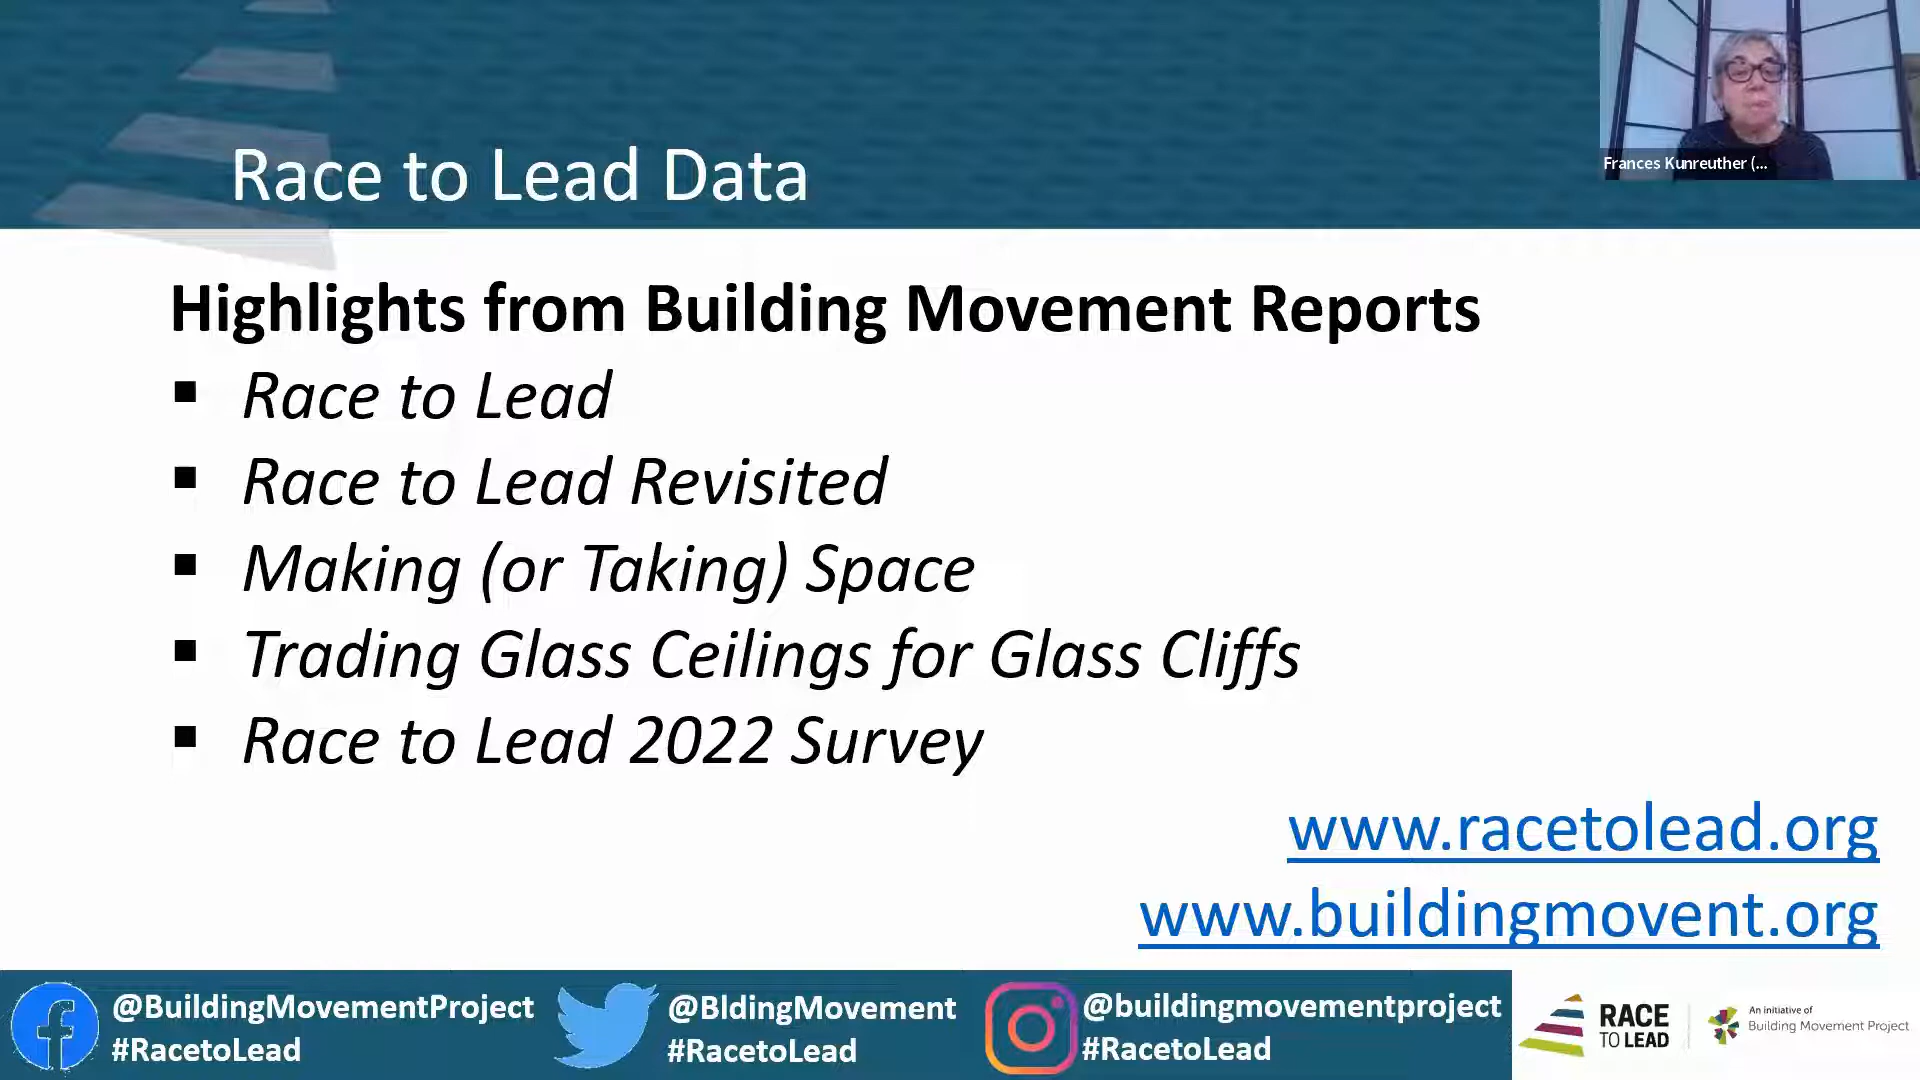 Frances Kunreuther (...
Race to Lead Data
Highlights from Building Movement Reports
▪ Race to Lead
▪ Race to Lead Revisited
▪ Making (or Taking) Space
▪ Trading Glass Ceilings for Glass Cliffs
▪ Race to Lead 2022 Survey
www.racetolead.org
www.buildingmovent.org
@BuildingMovementProject
#RacetoLead
@BldingMovement
#RacetoLead
@buildingmovementproject
#RacetoLead
RACE
TO LEAD
An initiative of
Building Movement Project